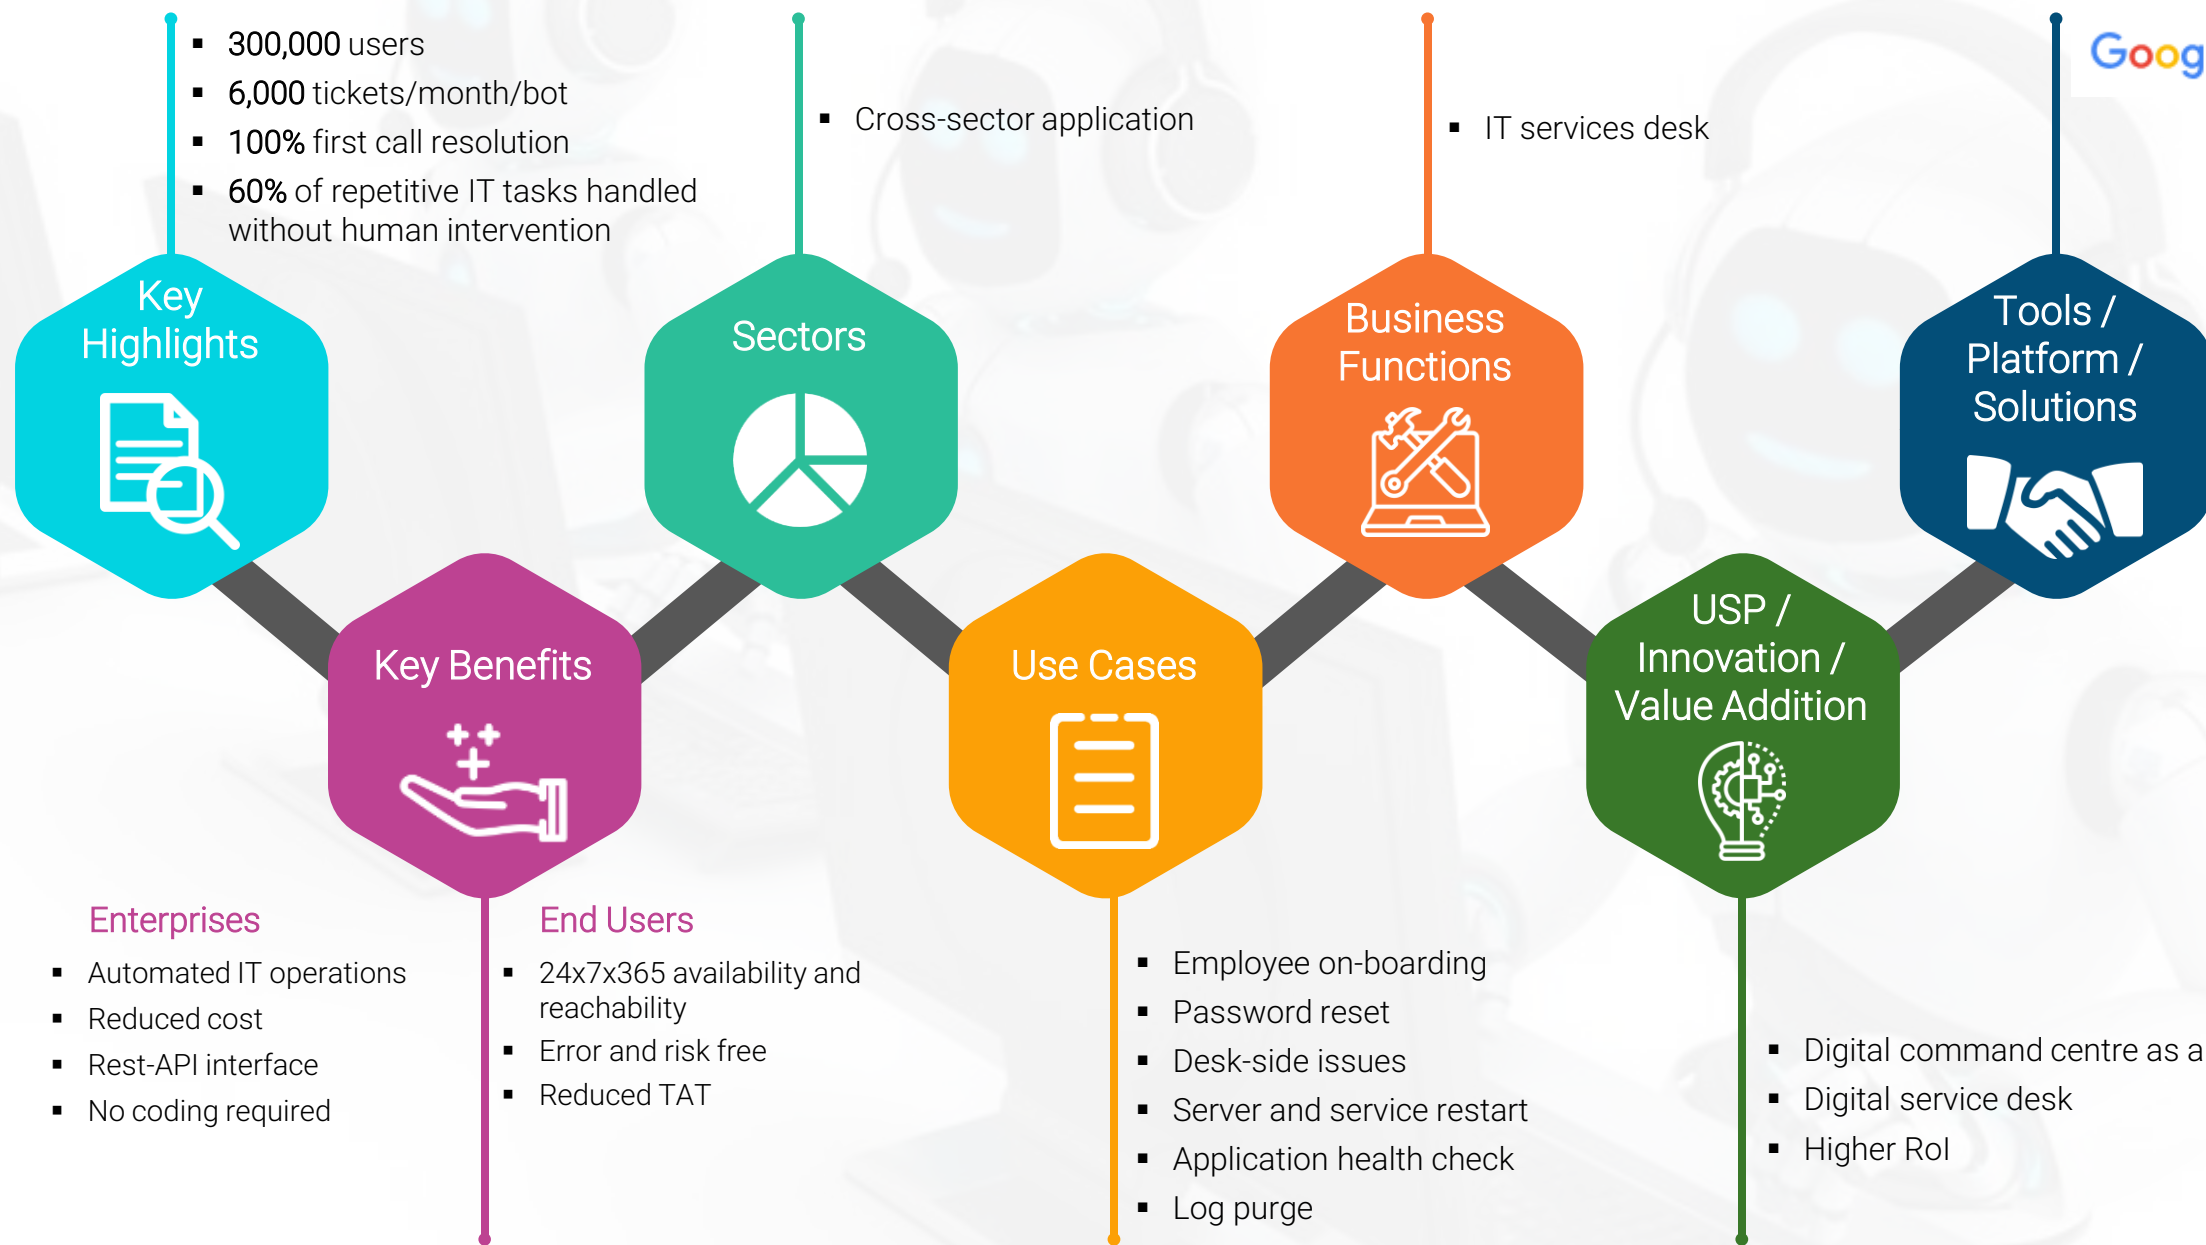 300,000 users
6,000 tickets/month/bot
100% first call resolution
60% of repetitive IT tasks handled
without human intervention
Key
Highlights
Cross-sector application
Sectors
IT services desk
Business
Functions
Goog
Tools /
Platform /
Solutions
Key Benefits
Enterprises
Automated IT operations
Reduced cost
Rest-API interface
No coding required
End Users
24x7x365 availability and
reachability
Error and risk free
Reduced TAT
Use Cases
Employee on-boarding
Password reset
Desk-side issues
Server and service restart
Application health check
Log purge
USP /
Innovation /
Value Addition
Digital command centre as a
Digital service desk
Higher RoI